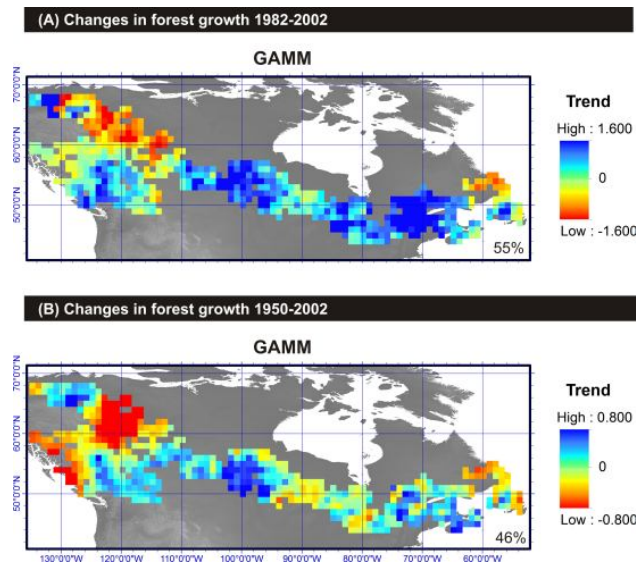 (A) Changes in forest growth 1982-2002
GAMM
70°0'0"N
60°0'0"N
50°0'0"N
55%
Trend
High : 1.600
0
Low : -1.600
(B) Changes in forest growth 1950-2002
GAMM
70°0'0"N
60°0'0"N
50°0'0"N
46%
Trend
High : 0.800
0
Low : -0.800
130°0'0"W 120°0'0"W 110°0'0"W 100°0'0"W 90°0'0"W 80°0'0"W 70°0'0"W 60°0'0"W